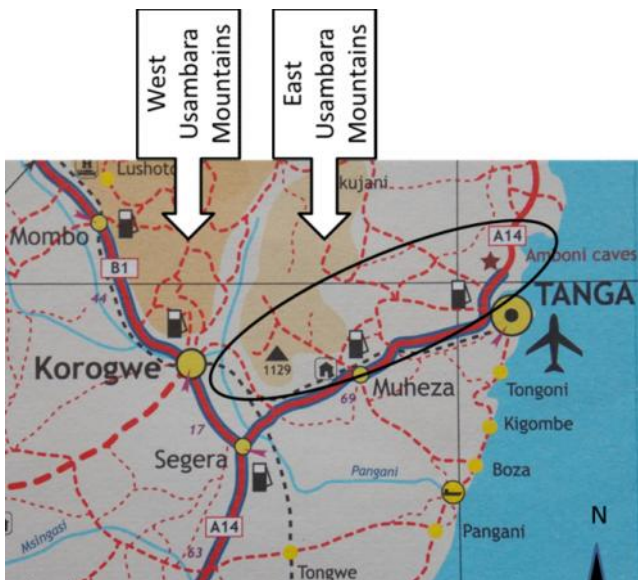 West
Usambara
Mountains
East
Usambara
Mountains
Lushoto
kujani
Mombo
B1
A14
Amboni caves
44
TANGA
Korogwe
1129
Muheza
69
Tongoni
17
Kigombe
Segera
Boza
Pangani
A14
N
Msingasi
Pangani
63
Tongwe